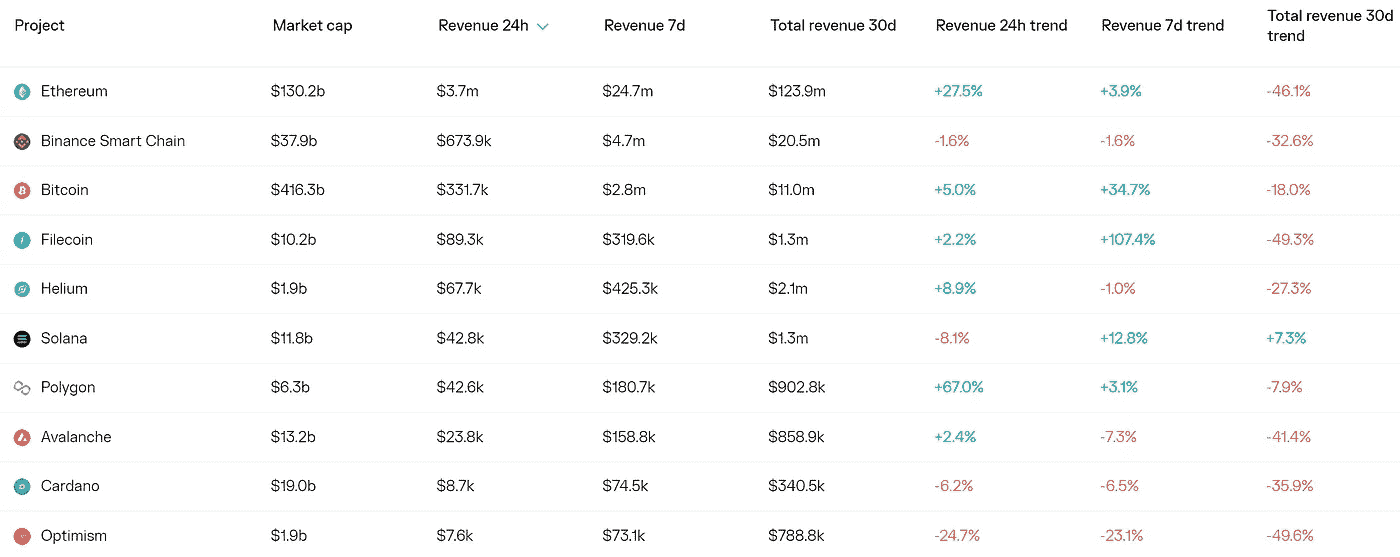 Project Market cap Revenue 24h Revenue 7d Total revenue 30d Revenue 24h trend Revenue 7d trend Total revenue 30d trend
Ethereum $130.2b $3.7m $24.7m $123.9m +27.5% +3.9% -46.1%
Binance Smart Chain $37.9b $673.9k $4.7m $20.5m -1.6% -1.6% -32.6%
Bitcoin $416.3b $331.7k $2.8m $11.0m +5.0% +34.7% -18.0%
Filecoin $10.2b $89.3k $319.6k $1.3m +2.2% +107.4% -49.3%
Helium $1.9b $67.7k $425.3k $2.1m +8.9% -1.0% -27.3%
Solana $11.8b $42.8k $329.2k $1.3m -8.1% +12.8% +7.3%
Polygon $6.3b $42.6k $180.7k $902.8k +67.0% +3.1% -7.9%
Avalanche $13.2b $23.8k $158.8k $858.9k +2.4% -7.3% -41.4%
Cardano $19.0b $8.7k $74.5k $340.5k -6.2% -6.5% -35.9%
Optimism $1.9b $7.6k $73.1k $788.8k -24.7% -23.1% -49.6%